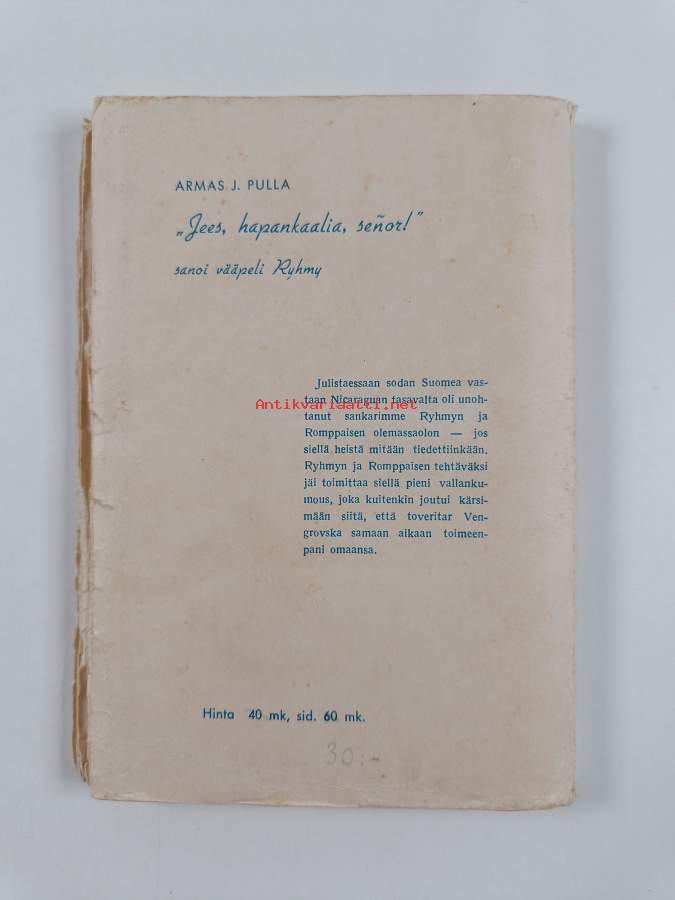 ARMAS J. PULLA
„Jees, hapankaalia, señor!”
sanoi vääpeli Ryhmy
Julistaessaan sodan Suomea vas-
taan Nicaraguan tasavalta oli unoh-
Antikvariaatti.net
tanut sankarimme Ryhmyn ja
Romppaisen olemassaolon — jos
siellä heistä mitään tiedettiinkään.
Ryhmyn ja Romppaisen tehtäväksi
jäi toimittaa siellä pieni vallanku-
mous, joka kuitenkin joutui kärsi-
mään siitä, että toveritar Ven-
grovska samaan aikaan toimeen-
pani omaansa.
Hinta 40 mk, sid. 60 mk.
30:-